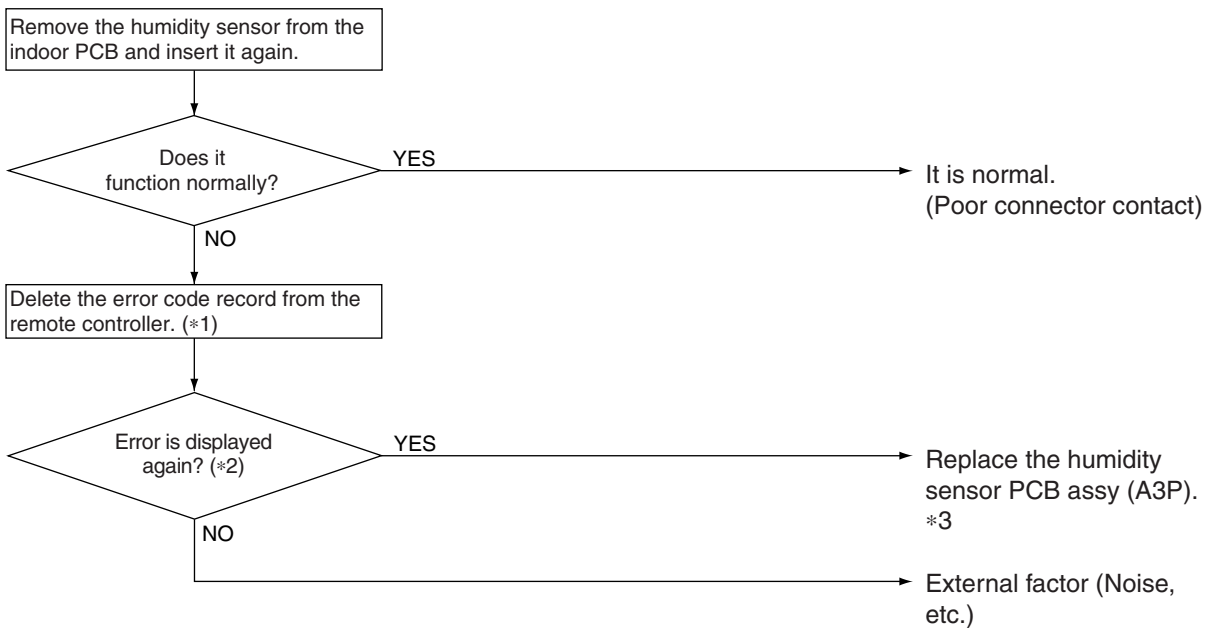 Remove the humidity sensor from the
indoor PCB and insert it again.
Does it
function normally?
YES
It is normal.
(Poor connector contact)
NO
Delete the error code record from the
remote controller. (*1)
Error is displayed
again? (*2)
YES
Replace the humidity
sensor PCB assy (A3P).
*3
NO
External factor (Noise,
etc.)